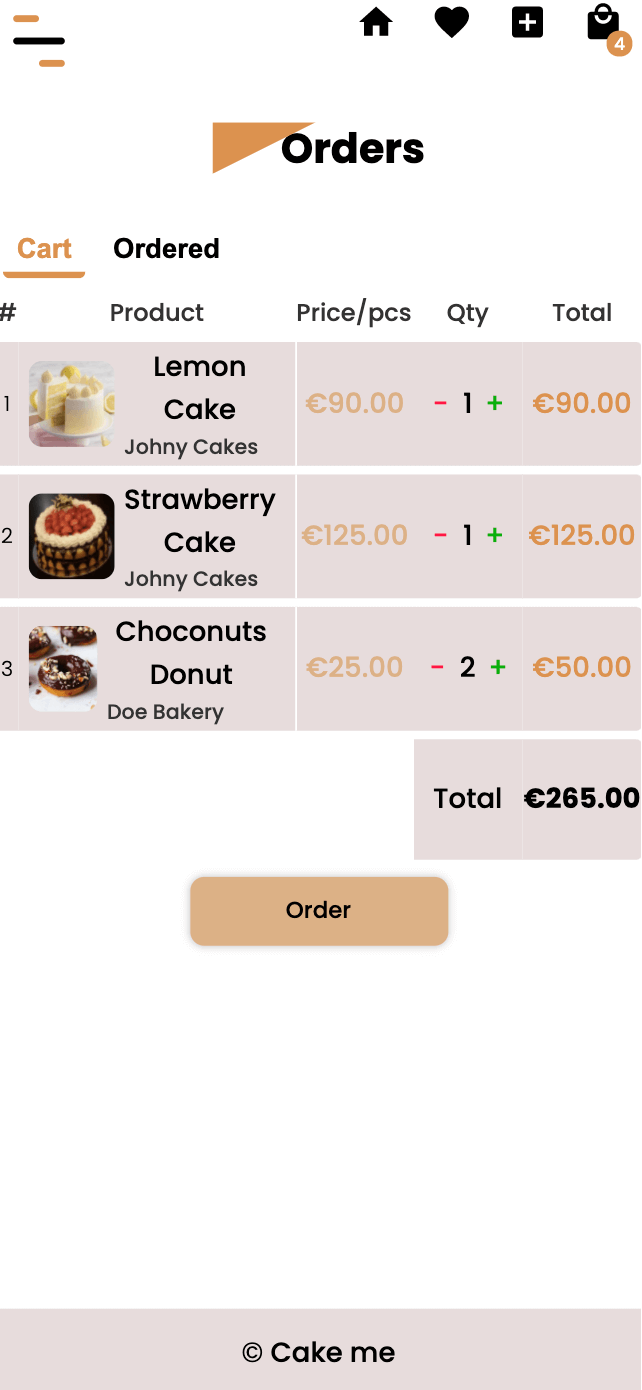 4
Orders
Cart Ordered
# Product Price/pcs Qty Total
1 Lemon Cake €90.00 - 1 + €90.00
Johny Cakes
2 Strawberry Cake €125.00 - 1 + €125.00
Johny Cakes
3 Choconuts Donut €25.00 - 2 + €50.00
Doe Bakery
Total €265.00
Order
© Cake me